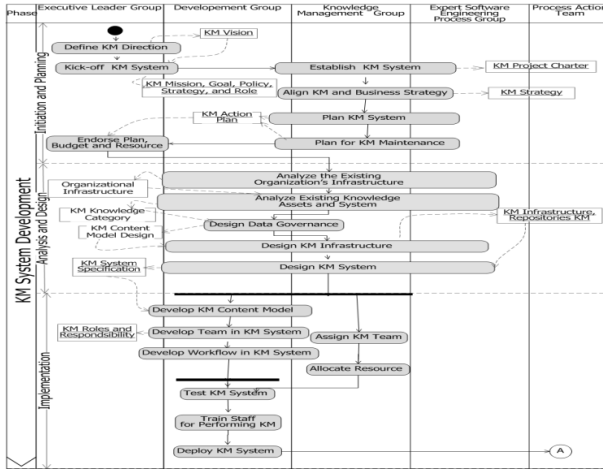 Phase
Executive Leader Group
Developement Group
Knowledge
Management Group
Expert Software
Engineering
Process Group
Process Action
Team
KM System Development
Initiation and Planning
Define KM Direction
KM Vision
Kick-off KM System
Establish KM System
KM Project Charter
KM Mission, Goal, Policy,
Strategy, and Role
Align KM and Business Strategy
KM Strategy
KM Action
Plan
Plan KM System
Endorse Plan,
Budget and Resource
Plan for KM Maintenance
Analysis and Design
Analyze the Existing
Organization's Infrastructure
Organizational
Infrastructure
Analyze Existing Knowledge
Assets and System
KM Knowledge
Category
Design Data Governance
KM Infrastructure,
Repositories KM
KM Content
Model Design
Design KM Infrastructure
KM System
Specification
Design KM System
Implementation
Develop KM Content Model
KM Roles and
Respondsibility
Develop Team in KM System
Assign KM Team
Develop Workflow in KM System
Allocate Resource
Test KM System
Train Staff
for Performing KM
Deploy KM System
A